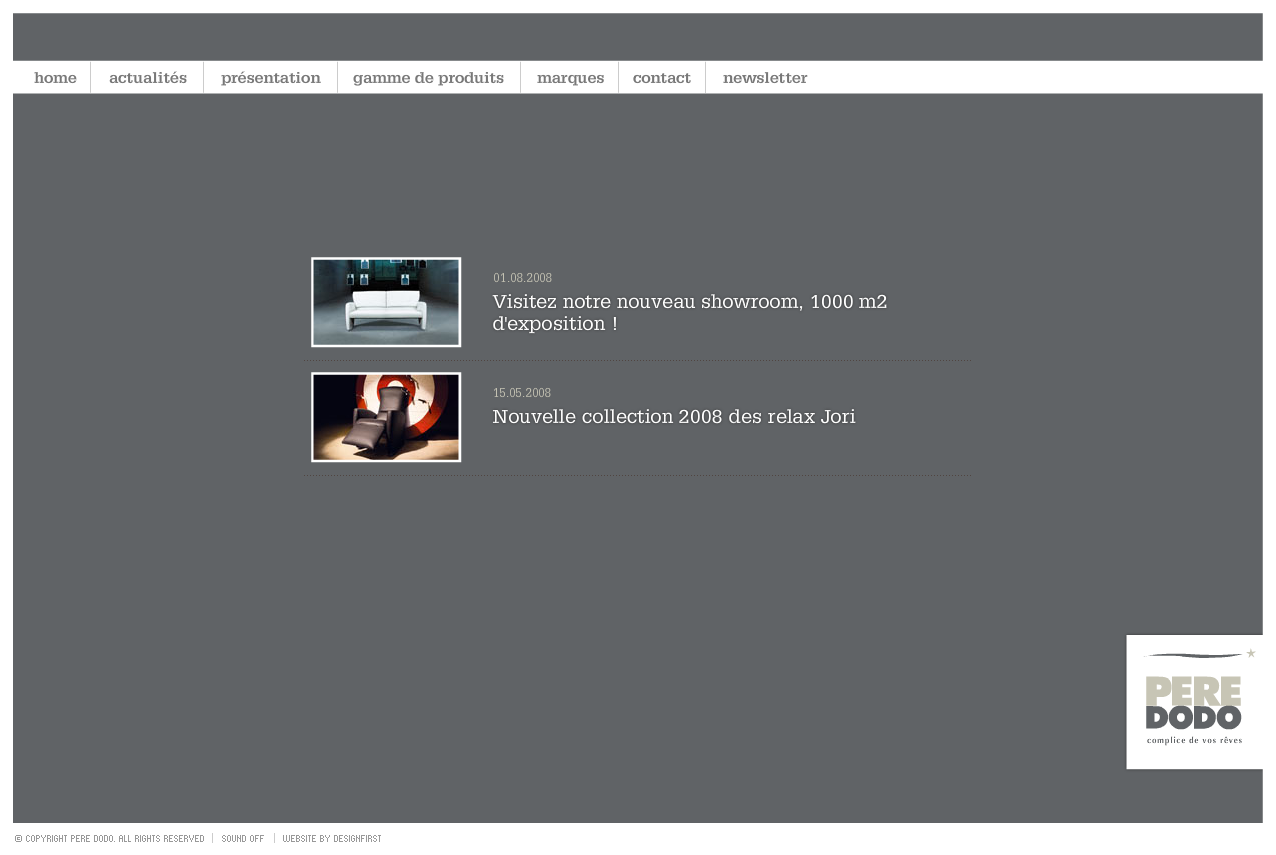 home actualités présentation gamme de produits marques contact newsletter
01.08.2008
Visitez notre nouveau showroom, 1000 m2
d'exposition !
15.05.2008
Nouvelle collection 2008 des relax Jori
PERE
DODO
complice de vos rêves
© COPYRIGHT PERE DODO. ALL RIGHTS RESERVED SOUND OFF WEBSITE BY DESIGNFIRST